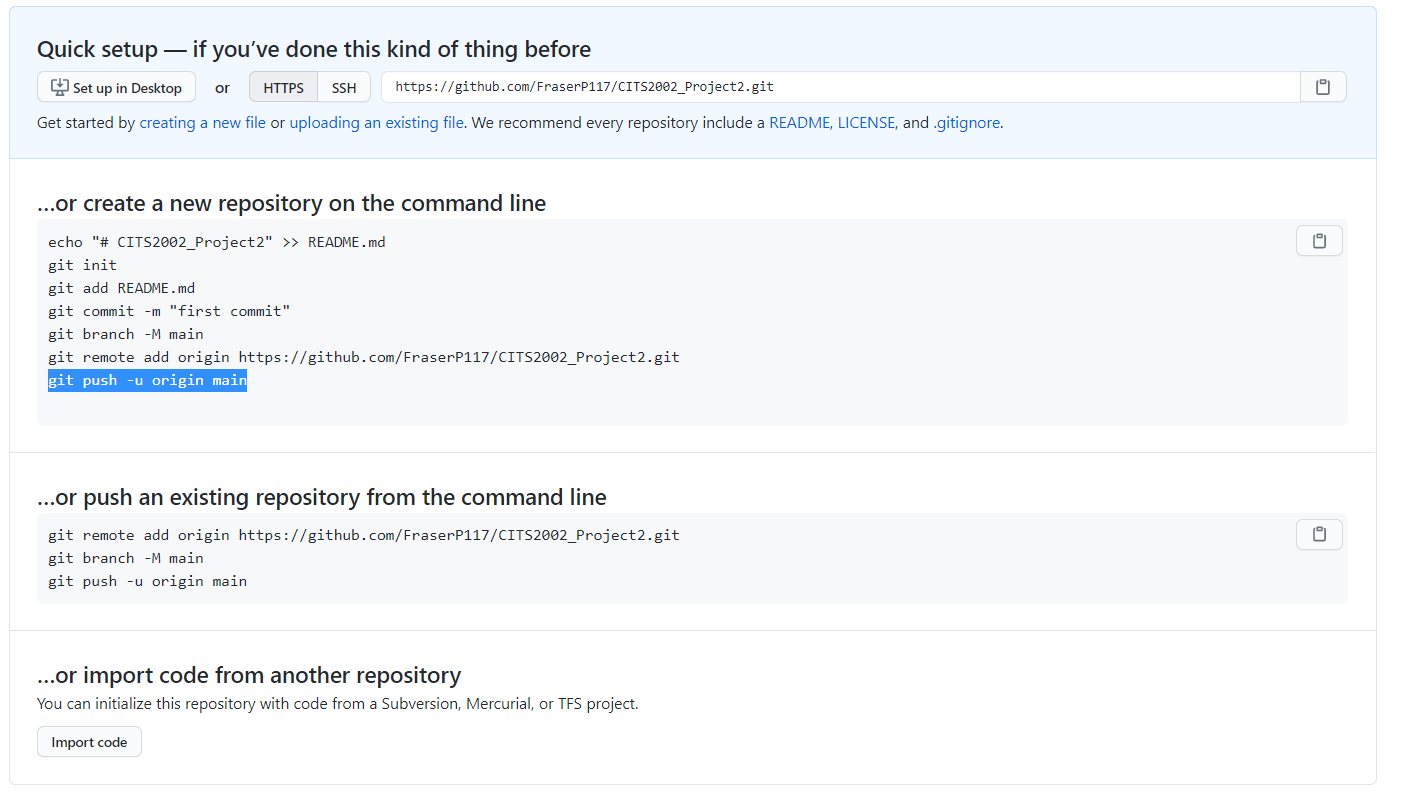 Quick setup — if you’ve done this kind of thing before
Set up in Desktop or HTTPS SSH https://github.com/FraserP117/CITS2002_Project2.git
Get started by creating a new file or uploading an existing file. We recommend every repository include a README, LICENSE, and .gitignore.
…or create a new repository on the command line
echo "# CITS2002_Project2" >> README.md
git init
git add README.md
git commit -m "first commit"
git branch -M main
git remote add origin https://github.com/FraserP117/CITS2002_Project2.git
git push -u origin main
…or push an existing repository from the command line
git remote add origin https://github.com/FraserP117/CITS2002_Project2.git
git branch -M main
git push -u origin main
…or import code from another repository
You can initialize this repository with code from a Subversion, Mercurial, or TFS project.
Import code